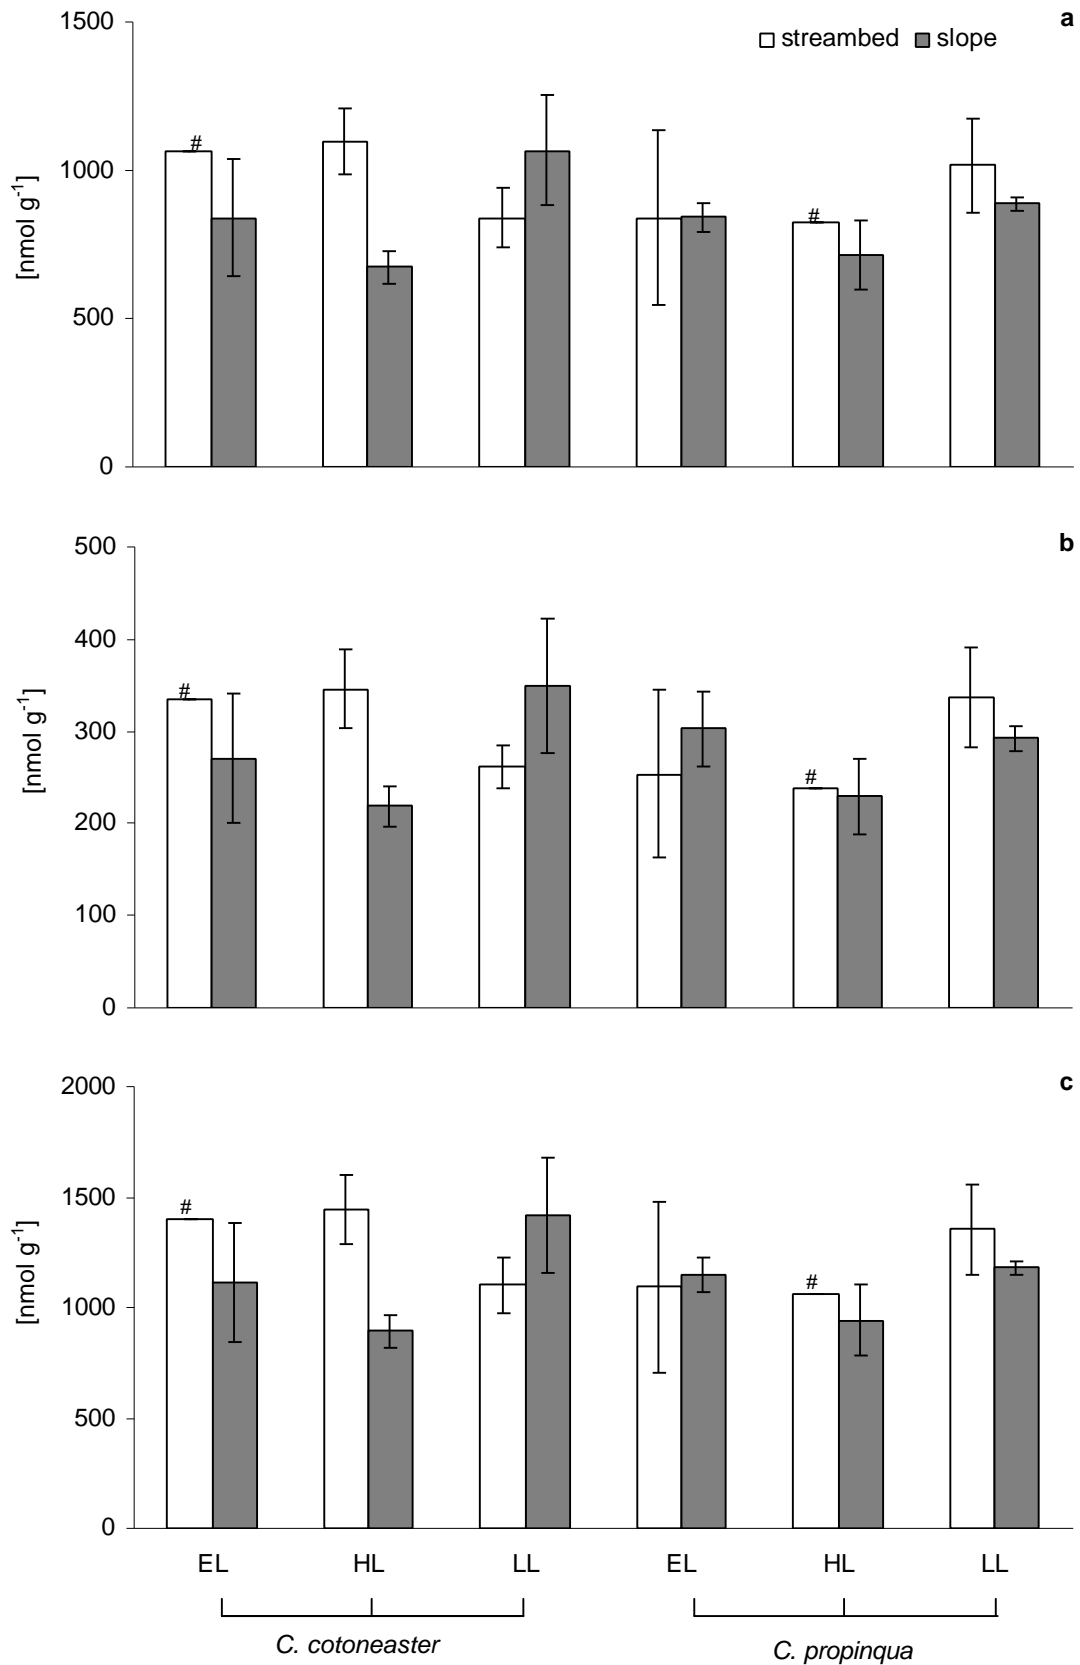 1500
a
streambed
slope
#
1000
#
[nmol g-1]
500
0
500
b
400
#
300
#
[nmol g-1]
200
100
0
2000
c
1500
#
#
[nmol g-1]
1000
500
0
EL HL LL EL HL LL
C. cotoneaster
C. propinqua